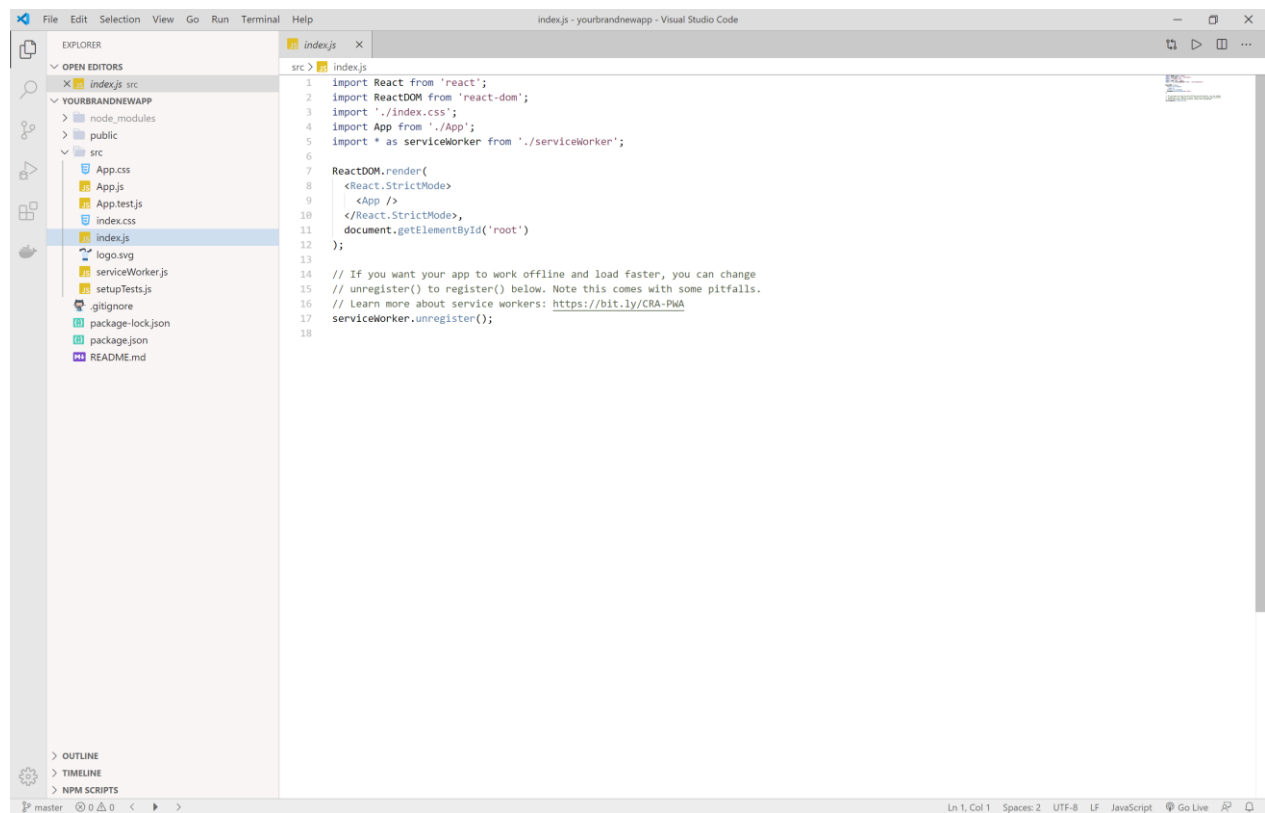 File Edit Selection View Go Run Terminal Help
index.js - yourbrandnewapp - Visual Studio Code
EXPLORER
OPEN EDITORS
index.js src
YOURBRANDNEWAPP
node_modules
public
src
App.css
JS App.js
JS App.test.js
index.css
JS index.js
logo.svg
JS serviceWorker.js
JS setupTests.js
.gitignore
package-lock.json
package.json
README.md
OUTLINE
TIMELINE
NPM SCRIPTS
JS index.js
src > JS index.js
1 import React from 'react';
2 import ReactDOM from 'react-dom';
3 import './index.css';
4 import App from './App';
5 import * as serviceWorker from './serviceWorker';
6
7 ReactDOM.render(
8 <React.StrictMode>
9 <App />
10 </React.StrictMode>,
11 document.getElementById('root')
12 );
13
14 // If you want your app to work offline and load faster, you can change
15 // unregister() to register() below. Note this comes with some pitfalls.
16 // Learn more about service workers: https://bit.ly/CRA-PWA
17 serviceWorker.unregister();
18
master 0 0 Ln 1, Col 1 Spaces: 2 UTF-8 LF JavaScript Go Live